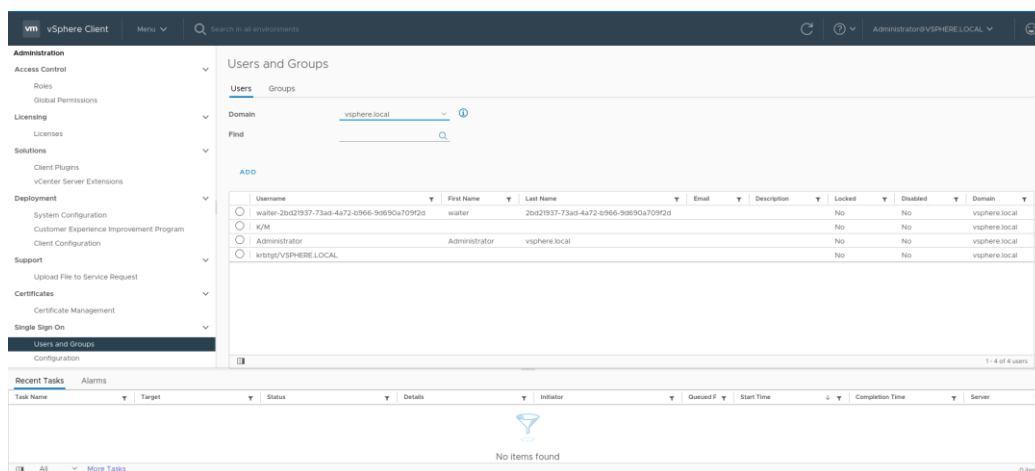 vm vSphere Client Menu Search in all environments Administrator@VSPHERE.LOCAL
Administration
Access Control
Roles
Global Permissions
Licensing
Licenses
Solutions
Client Plugins
vCenter Server Extensions
Deployment
System Configuration
Customer Experience Improvement Program
Client Configuration
Support
Upload File to Service Request
Certificates
Certificate Management
Single Sign On
Users and Groups
Configuration
Users and Groups
Users Groups
Domain vsphere.local
Find
ADD
Username First Name Last Name Email Description Locked Disabled Domain
waiter-2bd21937-73ad-4a72-b966-9d690a709f2d waiter 2bd21937-73ad-4a72-b966-9d690a709f2d No No vsphere.local
K/M No No vsphere.local
Administrator Administrator vsphere.local No No vsphere.local
krbtgt/VSPHERE.LOCAL No No vsphere.local
1 - 4 of 4 users
Recent Tasks Alarms
Task Name Target Status Details Initiator Queued F Start Time Completion Time Server
No items found
All More Tasks